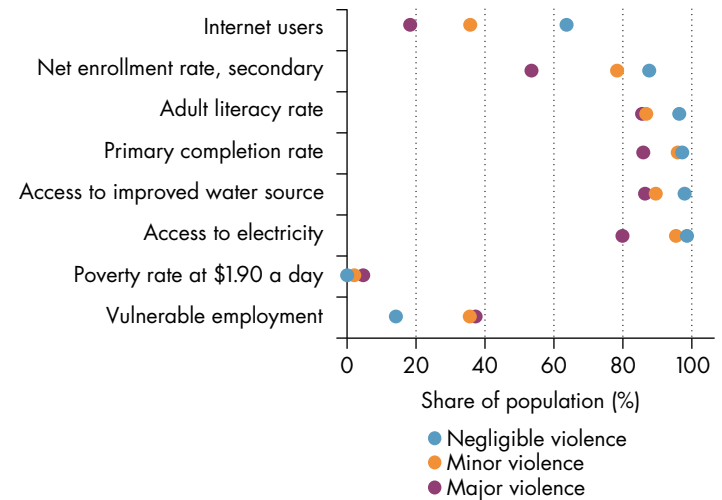 Internet users
Net enrollment rate, secondary
Adult literacy rate
Primary completion rate
Access to improved water source
Access to electricity
Poverty rate at $1.90 a day
Vulnerable employment
0 20 40 60 80 100
Share of population (%)
Negligible violence
Minor violence
Major violence